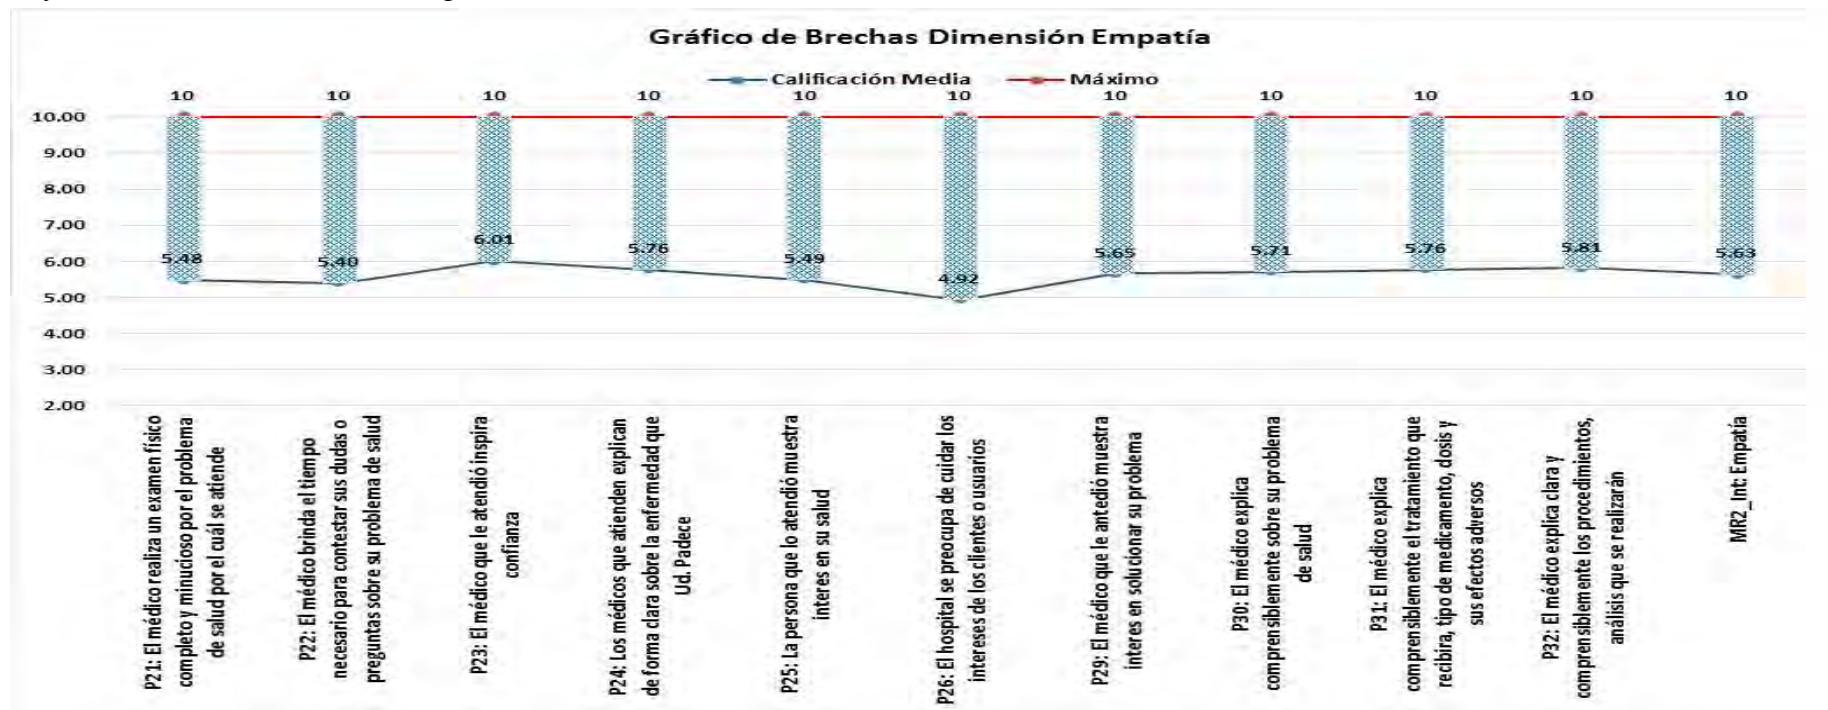 Gráfico de Brechas Dimensión Empatía
Calificación Media Máximo
10 10 10 10 10 10 10 10 10 10 10
10.00
9.00
8.00
7.00
6.00
5.00
4.00
3.00
2.00
5.48 5.40 6.01 5.76 5.49 4.92 5.65 5.71 5.76 5.81 5.63
P21: El médico realiza un examen físico
completo y minucioso por el problema
de salud por el cuál se atiende
P22: El médico brinda el tiempo
necesario para contestar sus dudas o
preguntas sobre su problema de salud
P23: El médico que le atendió inspira
confianza
P24: Los médicos que atienden explican
de forma clara sobre la enfermedad que
Ud. Padece
P25: La persona que lo atendió muestra
interes en su salud
P26: El hospital se preocupa de cuidar los
intereses de los clientes o usuarios
P29: El médico que le antedió muestra
interes en solucionar su problema
P30: El médico explica
comprensiblemente sobre su problema
de salud
P31: El médico explica
comprensiblemente el tratamiento que
recibira, tipo de medicamento, dosis y
sus efectos adversos
P32: El médico explica clara y
comprensiblemente los procedimientos,
análisis que se realizarán
MR2_Int: Empatía